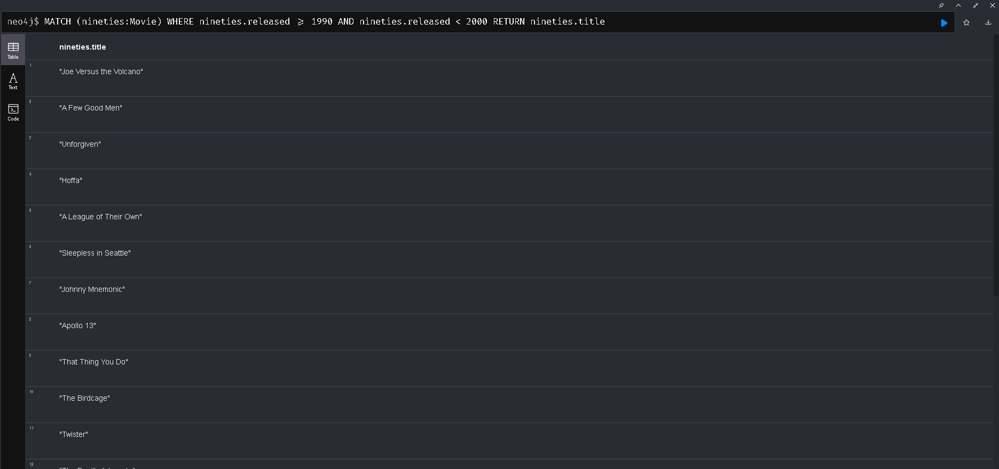 neo4j$ MATCH (nineties:Movie) WHERE nineties.released ⩾ 1990 AND nineties.released < 2000 RETURN nineties.title
Table
Text
Code
nineties.title
1
"Joe Versus the Volcano"
2
"A Few Good Men"
3
"Unforgiven"
4
"Hoffa"
5
"A League of Their Own"
6
"Sleepless in Seattle"
7
"Johnny Mnemonic"
8
"Apollo 13"
9
"That Thing You Do"
10
"The Birdcage"
11
"Twister"
12